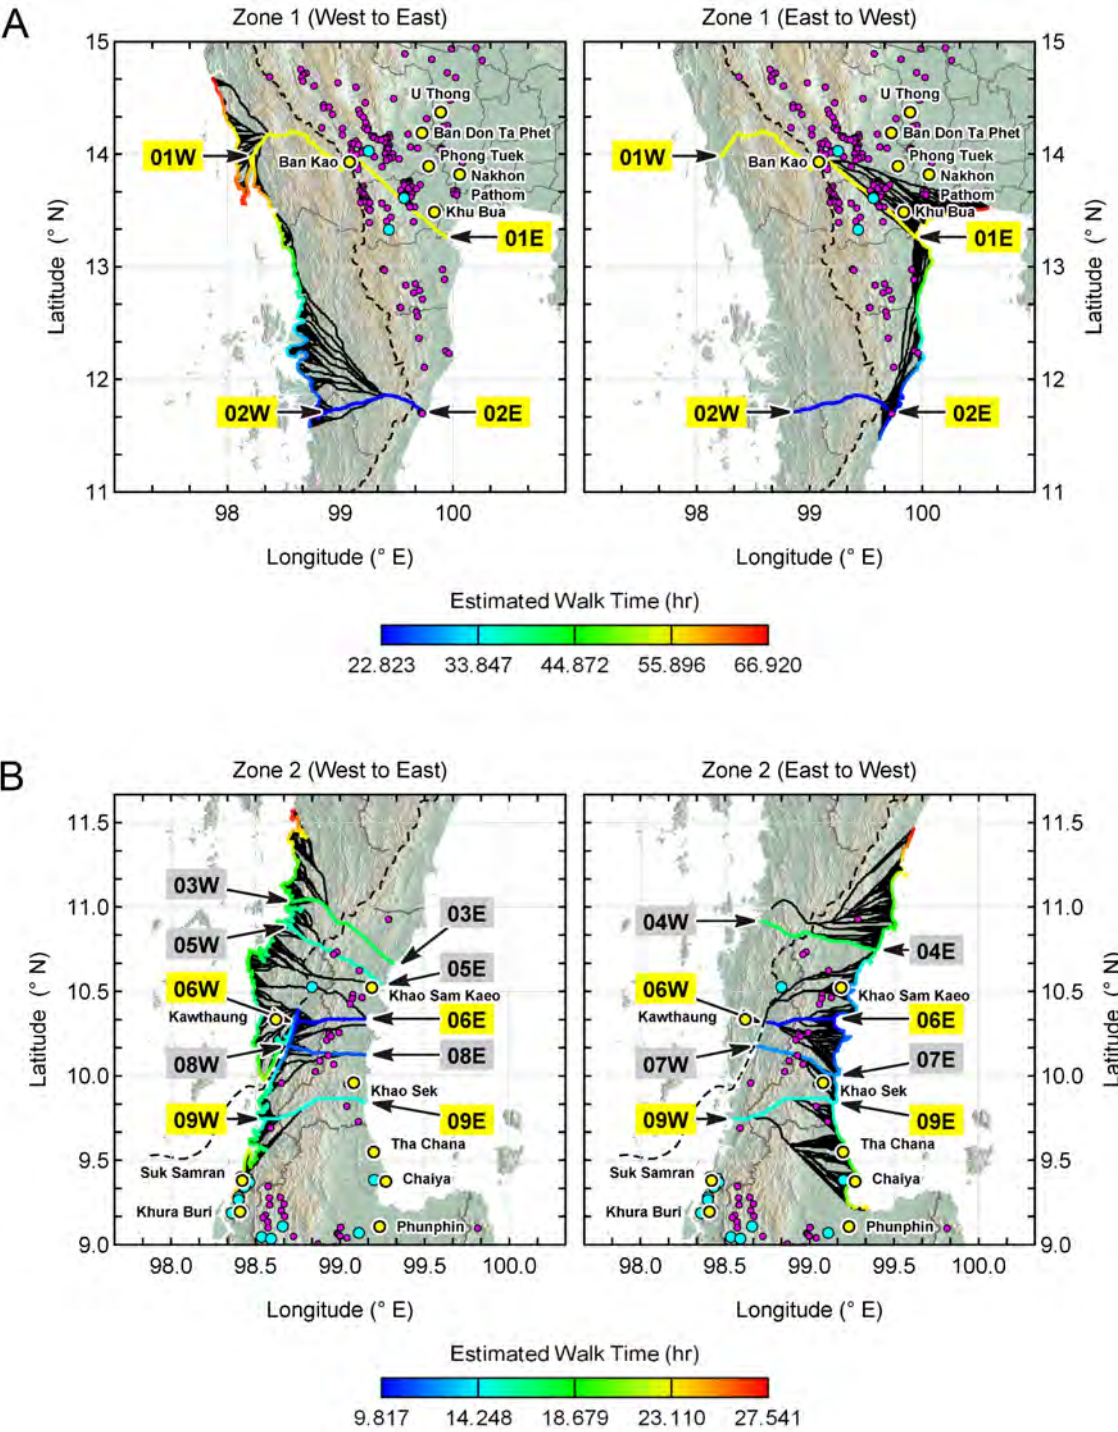 A
Zone 1 (West to East)
Zone 1 (East to West)
15
14
13
12
11
Latitude (° N)
U Thong
Ban Don Ta Phet
Phong Tuek
Ban Kao
Nakhon
Pathom
Khu Bua
01W
01E
02W
02E
98
99
100
Longitude (° E)
U Thong
Ban Don Ta Phet
Phong Tuek
Ban Kao
Nakhon
Pathom
Khu Bua
01W
01E
02W
02E
98
99
100
Longitude (° E)
15
14
13
12
11
Latitude (° N)
Estimated Walk Time (hr)
22.823 33.847 44.872 55.896 66.920
B
Zone 2 (West to East)
Zone 2 (East to West)
11.5
11.0
10.5
10.0
9.5
9.0
Latitude (° N)
03W
03E
05W
05E
06W
Khao Sam Kaeo
Kawthaung
06E
08W
08E
Khao Sek
09W
09E
Tha Chana
Suk Samran
Chaiya
Khura Buri
Phunphin
98.0 98.5 99.0 99.5 100.0
Longitude (° E)
04W
04E
06W
Khao Sam Kaeo
Kawthaung
06E
07W
07E
Khao Sek
09W
09E
Tha Chana
Suk Samran
Chaiya
Khura Buri
Phunphin
98.0 98.5 99.0 99.5 100.0
Longitude (° E)
11.5
11.0
10.5
10.0
9.5
9.0
Latitude (° N)
Estimated Walk Time (hr)
9.817 14.248 18.679 23.110 27.541